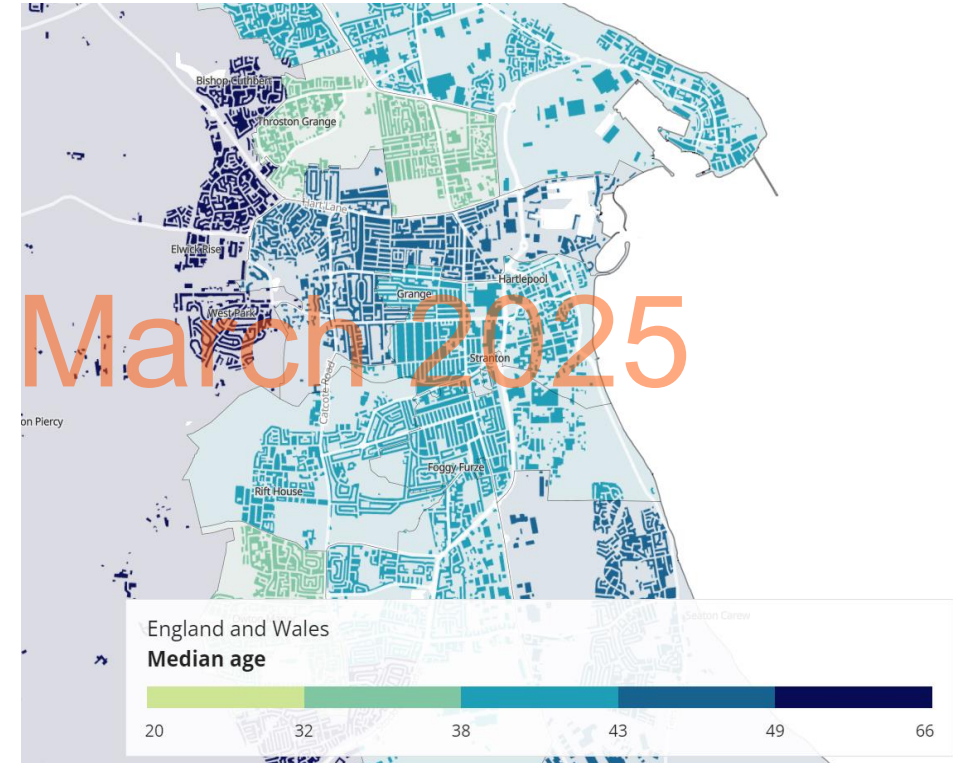 Bishop Cuthbert
Throston Grange
Hart Lane
Elwick Rise
Hartlepool
Grange
West Park
March 2025
Stranton
Catcote Road
on Piercy
Foggy Furze
Rift House
Seaton Carew
England and Wales
Median age
20 32 38 43 49 66